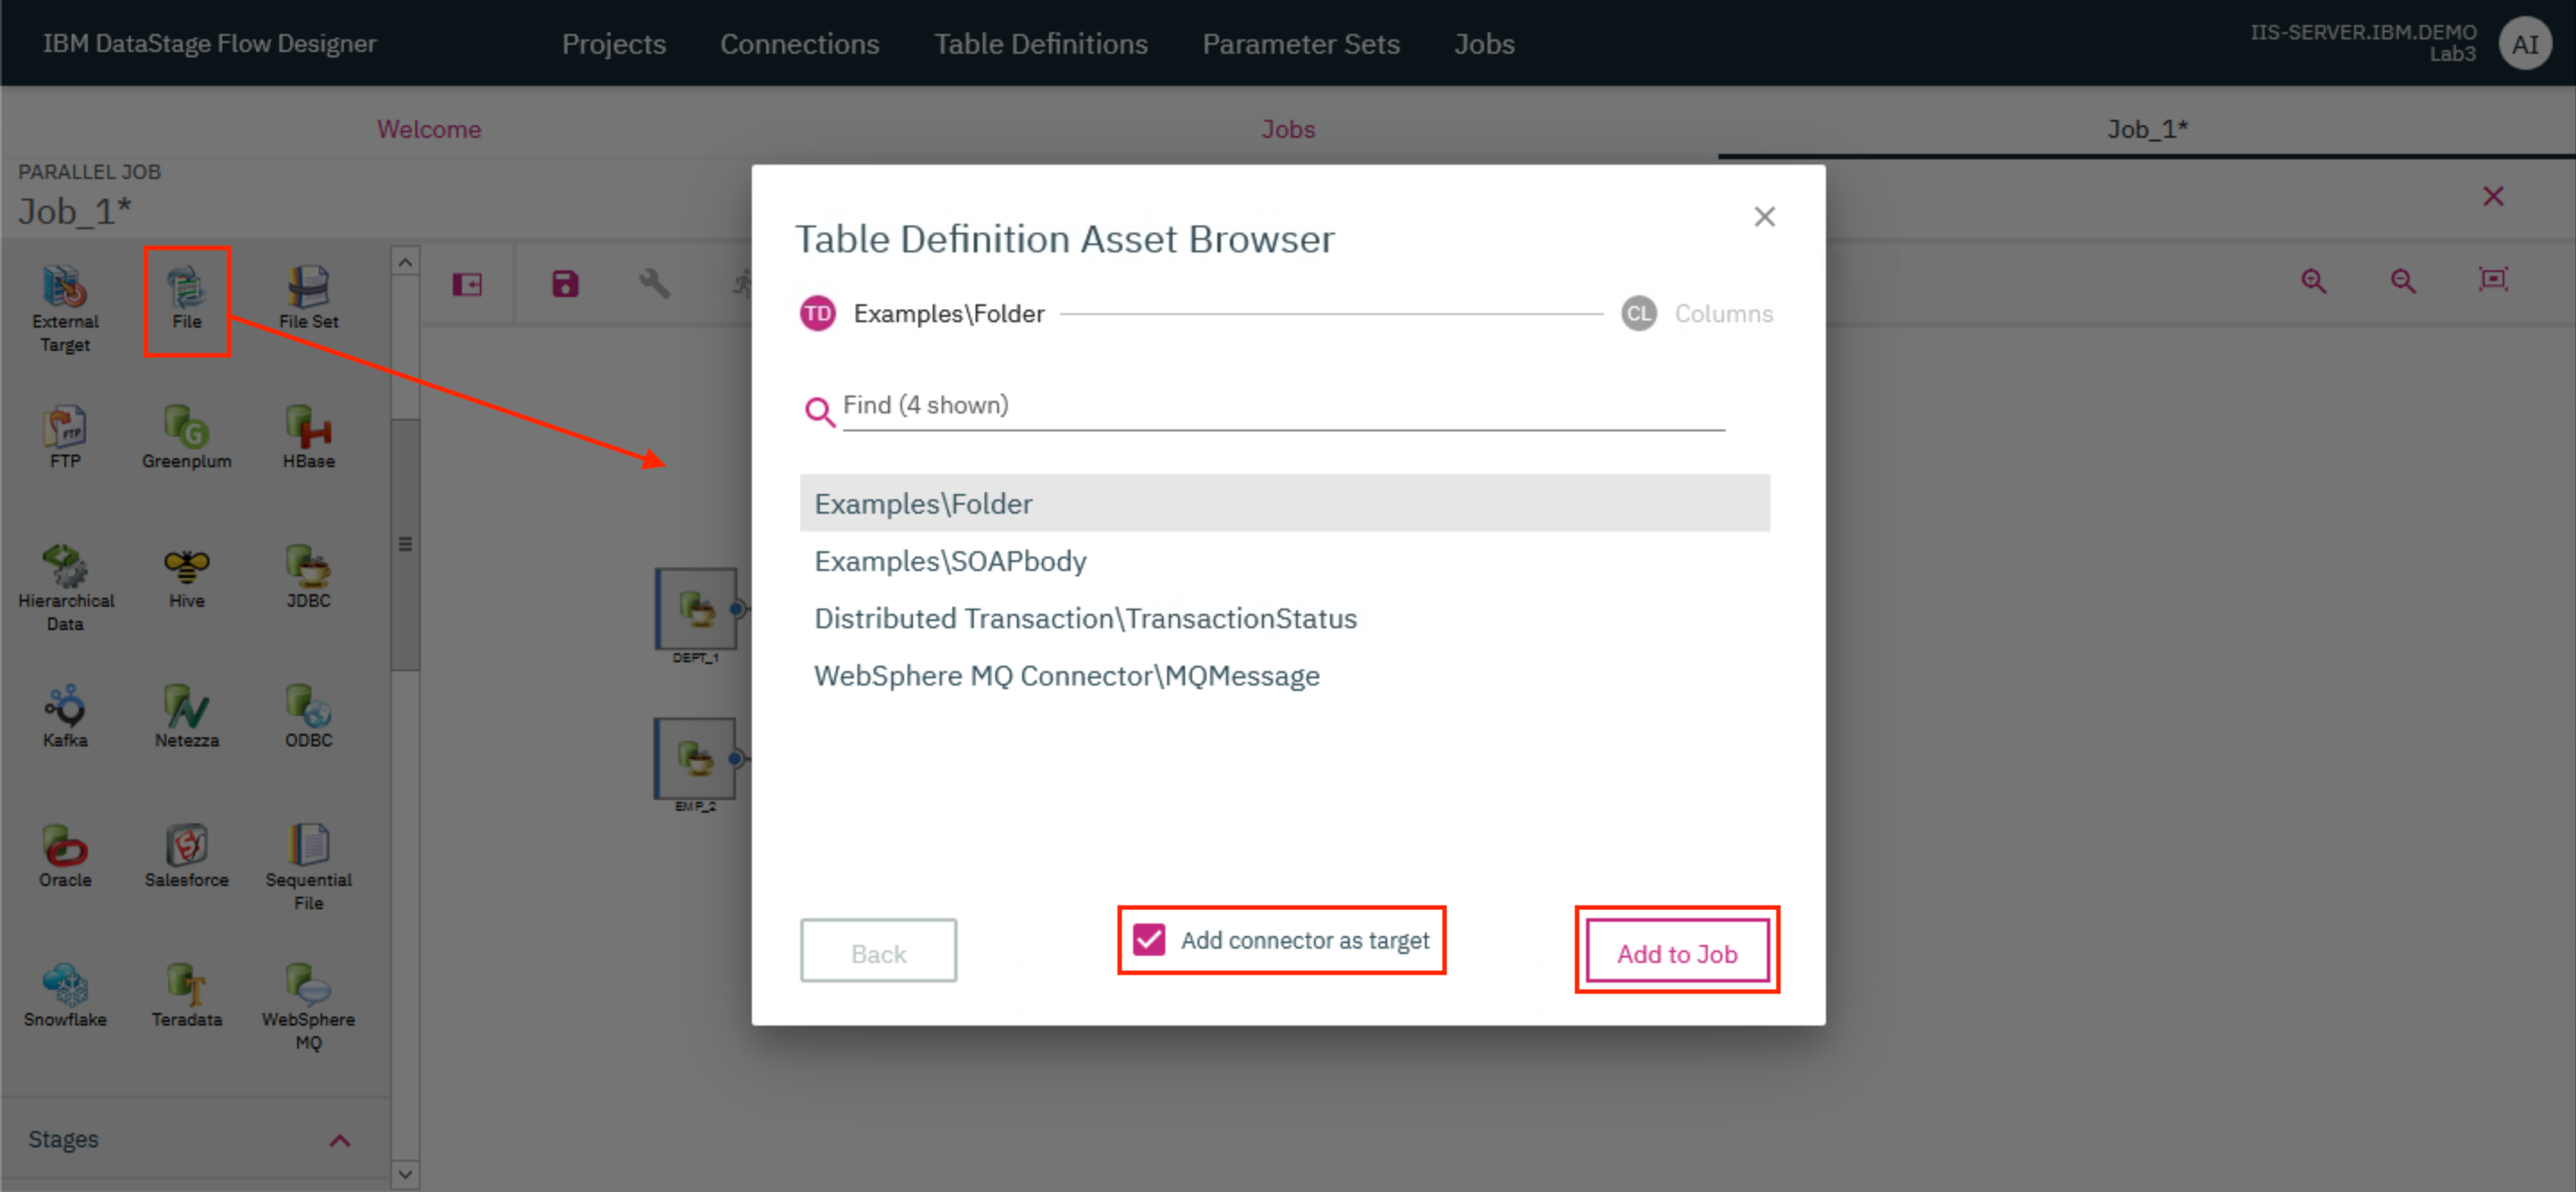 IBM DataStage Flow Designer
Projects
Connections
Table Definitions
Parameter Sets
Jobs
IIS-SERVER.IBM.DEMO
Lab3
AI
Welcome
Jobs
Job_1*
PARALLEL JOB
Job_1*
External
Target
File
File Set
FTP
FTP
G
Greenplum
HBase
Hierarchical
Data
Hive
JDBC
Kafka
Netezza
ODBC
Oracle
Salesforce
Sequential
File
Snowflake
Teradata
WebSphere
MQ
Stages
DEPT_1
EMP_2
Table Definition Asset Browser
TD
Examples\Folder
CL
Columns
Find (4 shown)
Examples\Folder
Examples\SOAPbody
Distributed Transaction\TransactionStatus
WebSphere MQ Connector\MQMessage
Back
Add connector as target
Add to Job